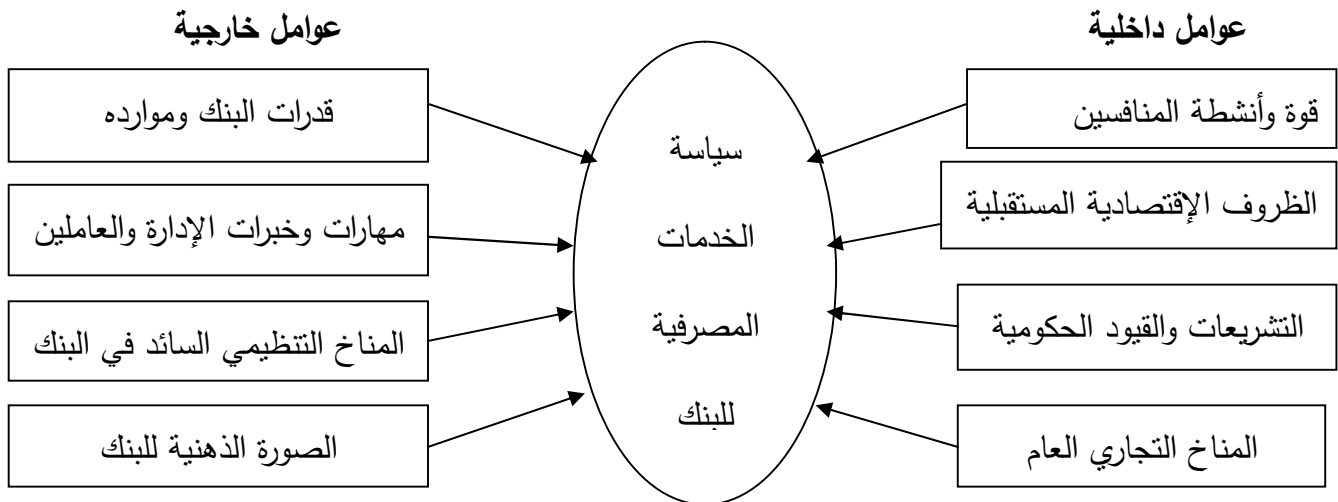 عوامل داخلية
قوة وأنشطة المنافسين
الظروف الإقتصادية المستقبلية
التشريعات والقيود الحكومية
المناخ التجاري العام
سياسة
الخدمات
المصرفية
للبنك
عوامل خارجية
قدرات البنك وموارده
مهارات وخبرات الإدارة والعاملين
المناخ التنظيمي السائد في البنك
الصورة الذهنية للبنك